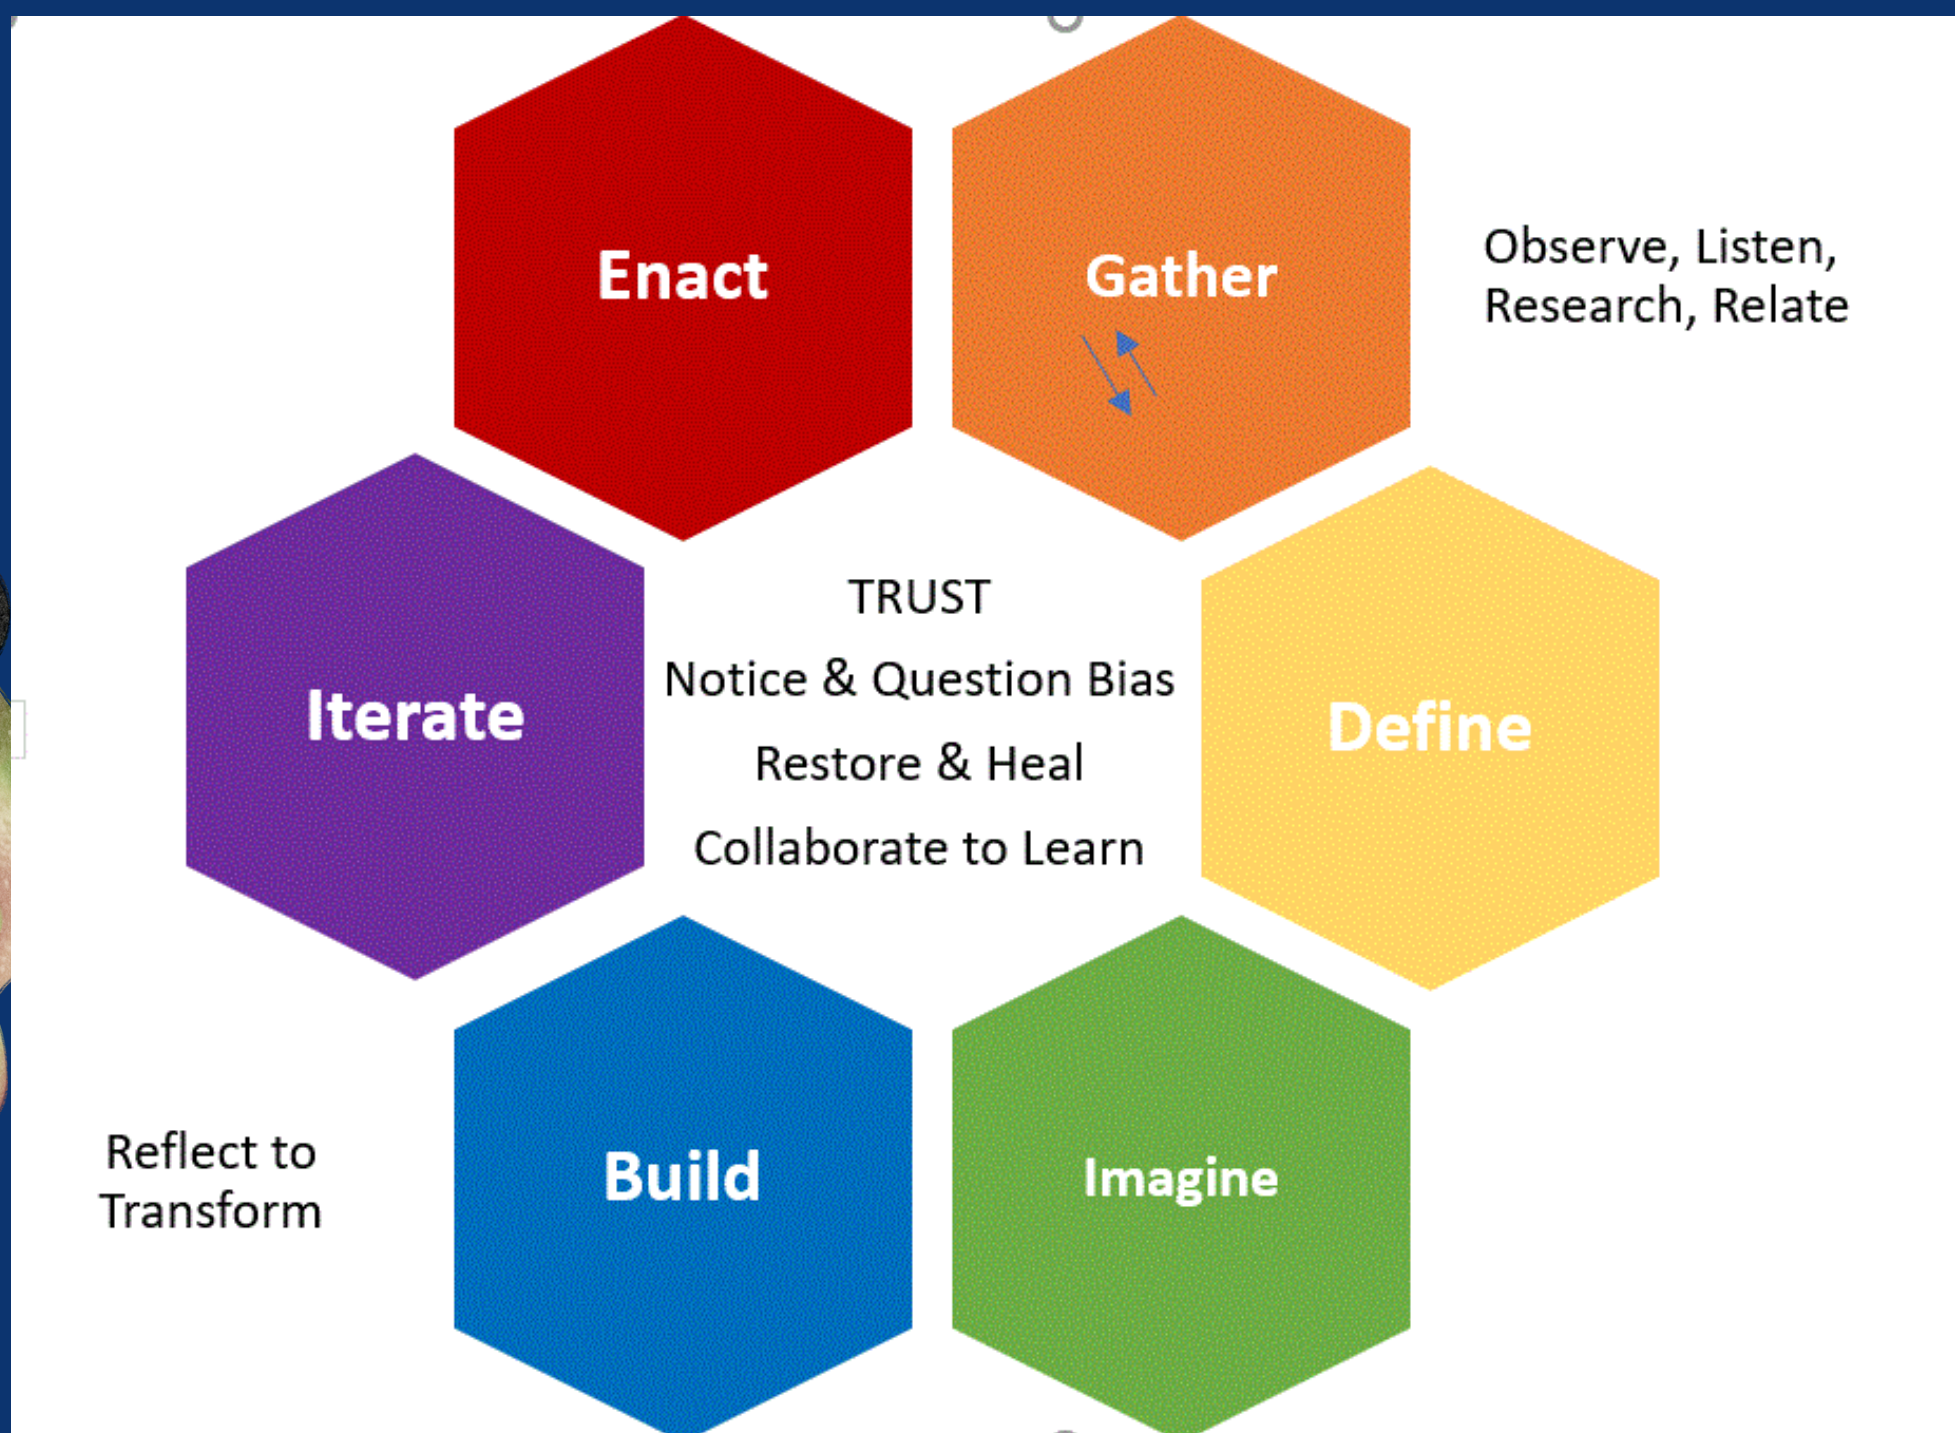 Enact
Gather
Observe, Listen,
Research, Relate
Iterate
TRUST
Notice & Question Bias
Restore & Heal
Collaborate to Learn
Define
Reflect to
Transform
Build
Imagine